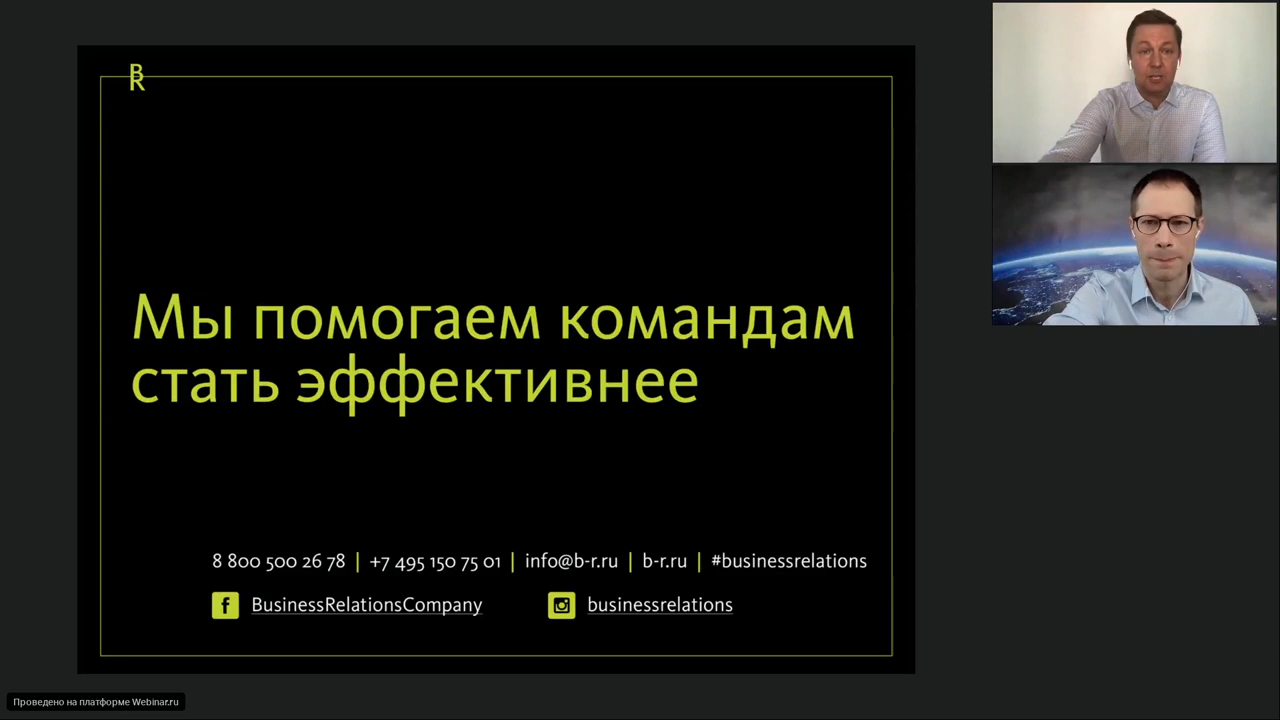 BR
Мы помогаем командам
стать эффективнее
8 800 500 26 78 | +7 495 150 75 01 | info@b-r.ru | b-r.ru | #businessrelations
BusinessRelationsCompany businessrelations
Проведено на платформе Webinar.ru